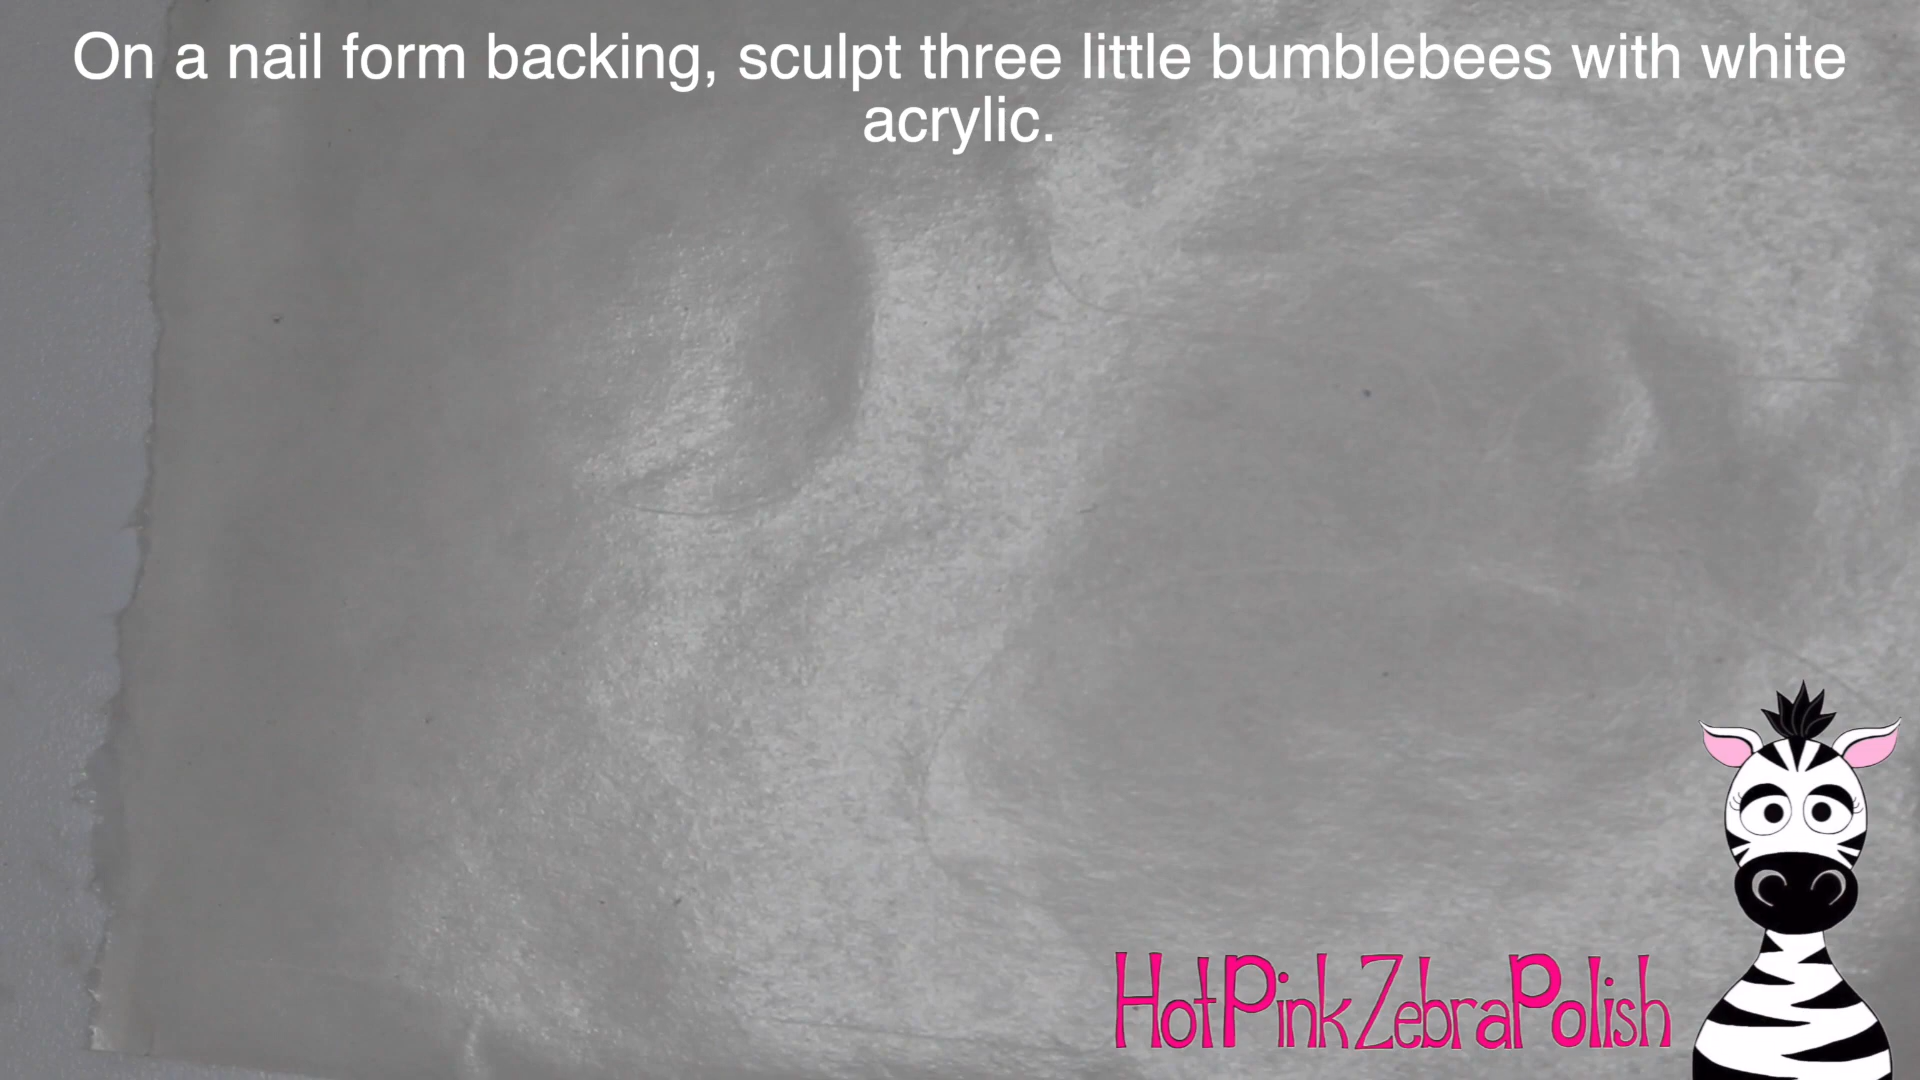 On a nail form backing, sculpt three little bumblebees with white
acrylic.
HotPinkZebraPolish